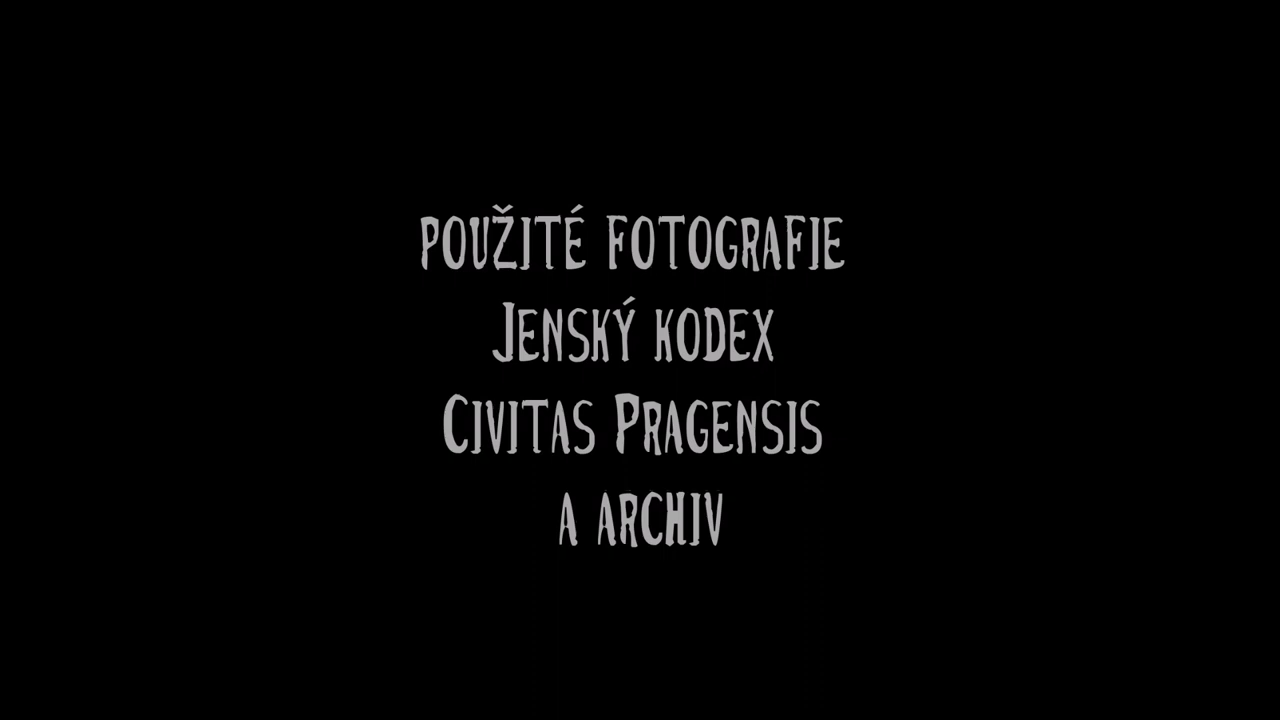 použité fotografie
Jenský kodex
Civitas Pragensis
a archiv